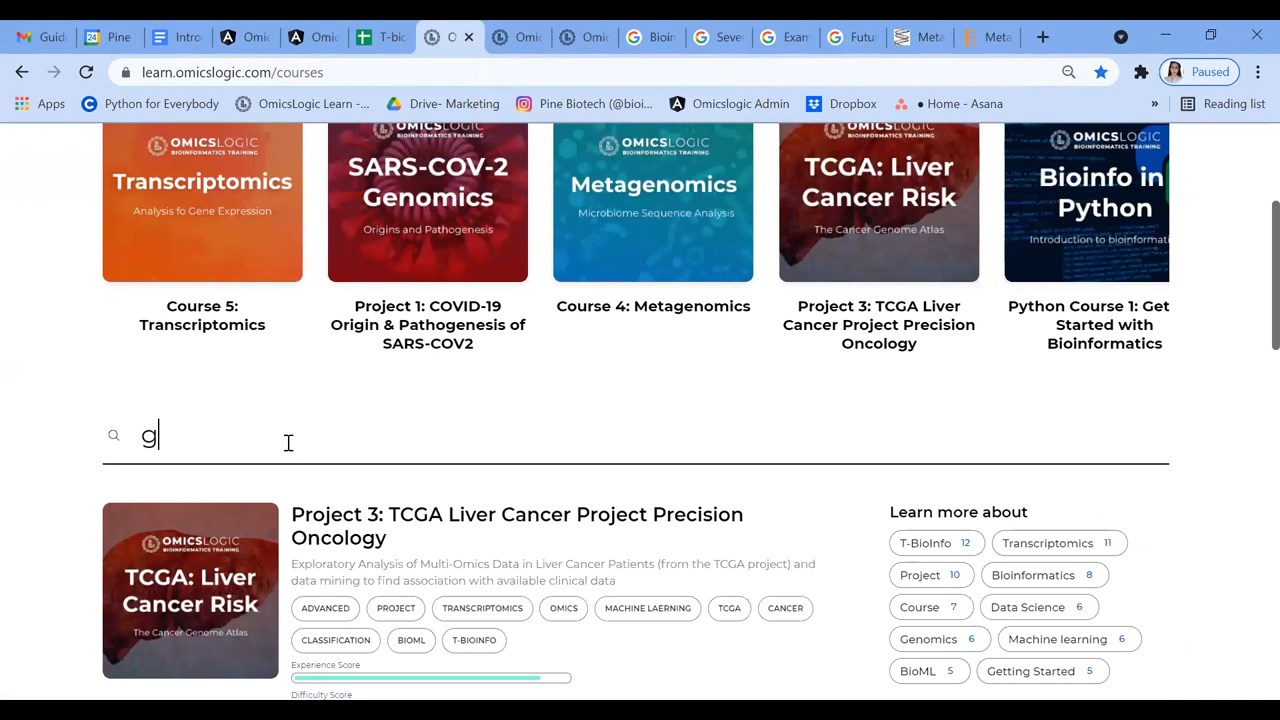 Guid
Pine
Intro
Omic
Omic
T-bio
O
Omic
Omic
Bioin
Seve
Exam
Futu
Meta
Meta
learn.omicslogic.com/courses
Paused
Apps
Python for Everybody
OmicsLogic Learn -...
Drive- Marketing
Pine Biotech (@bioi...
Omicslogic Admin
Dropbox
● Home - Asana
»
Reading list
OMICSLOGIC
BIOINFORMATICS TRAINING
Transcriptomics
Analysis fo Gene Expression
OMICSLOGIC
BIOINFORMATICS TRAINING
SARS-COV-2
Genomics
Origins and Pathogenesis
OMICSLOGIC
BIOINFORMATICS TRAINING
Metagenomics
Microbiome Sequence Analysis
OMICSLOGIC
BIOINFORMATICS TRAINING
TCGA: Liver
Cancer Risk
The Cancer Genome Atlas
OMICSLOGIC
BIOINFORMATICS TRAINING
Bioinfo in
Python
Introduction to bioinformati
Course 5:
Transcriptomics
Project 1: COVID-19
Origin & Pathogenesis of
SARS-COV2
Course 4: Metagenomics
Project 3: TCGA Liver
Cancer Project Precision
Oncology
Python Course 1: Get
Started with
Bioinformatics
g
OMICSLOGIC
BIOINFORMATICS TRAINING
TCGA: Liver
Cancer Risk
The Cancer Genome Atlas
Project 3: TCGA Liver Cancer Project Precision
Oncology
Exploratory Analysis of Multi-Omics Data in Liver Cancer Patients (from the TCGA project) and
data mining to find association with available clinical data
ADVANCED PROJECT TRANSCRIPTOMICS OMICS MACHINE LAERNING TCGA CANCER
CLASSIFICATION BIOML T-BIOINFO
Experience Score
Difficulty Score
Learn more about
T-BioInfo 12 Transcriptomics 11
Project 10 Bioinformatics 8
Course 7 Data Science 6
Genomics 6 Machine learning 6
BioML 5 Getting Started 5